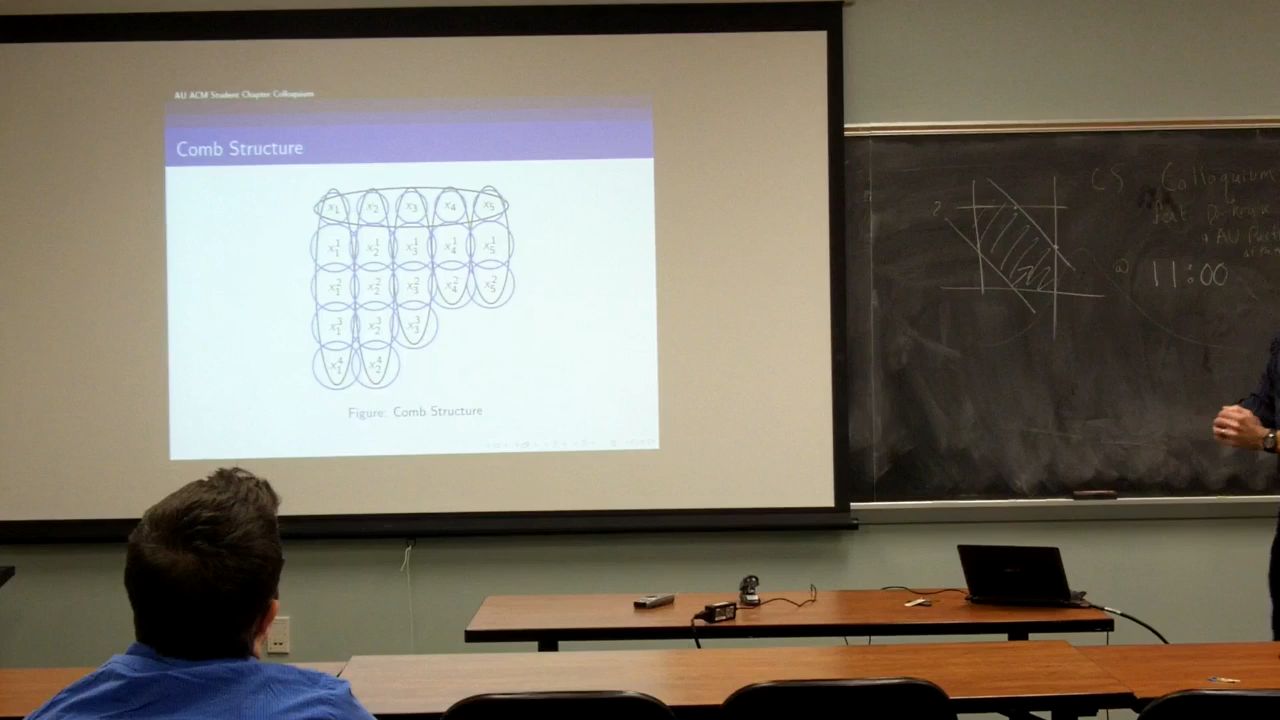 AU ACM Student Chapter Colloquium
Comb Structure
x₁ x₂ x₃ x₄ x₅
x₁¹ x₂¹ x₃¹ x₄¹ x₅¹
x₁² x₂² x₃² x₄² x₅²
x₁³ x₂³ x₃³
x₁⁴ x₂⁴
Figure: Comb Structure
?
CS Colloquium
AU
@ 11:00